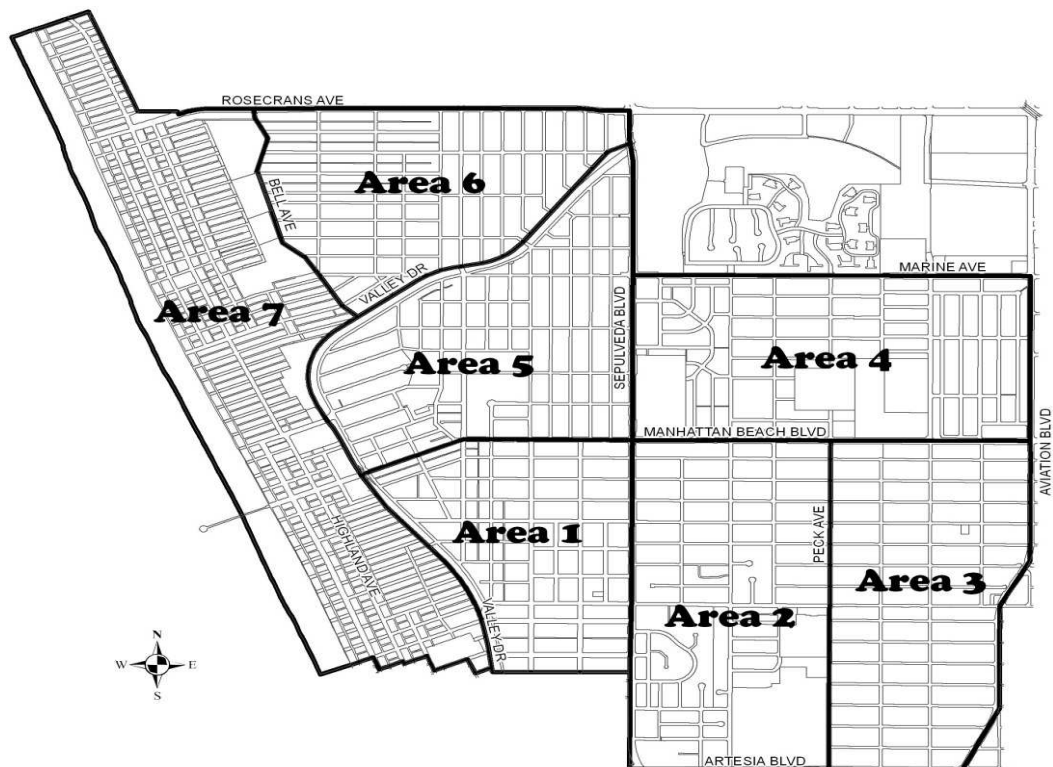 ROSECRANS AVE
Area 6
BELL AVE
MARINE AVE
VALLEY DR
Area 7
SEPULVEDA BLVD
Area 5
Area 4
MANHATTAN BEACH BLVD
AVIATION BLVD
HIGHLAND AVE
Area 1
PECK AVE
Area 3
Area 2
VALLEY DR
N
W E
S
ARTESIA BLVD